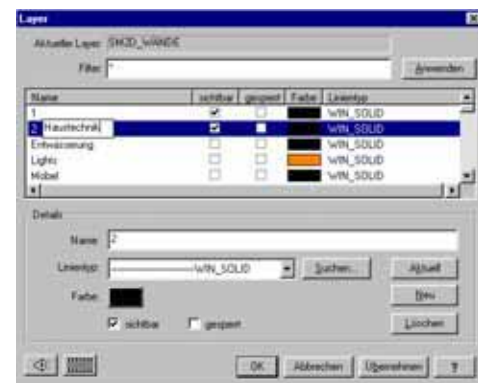 Layer
Aktueller Layer: SH2D_WÄNDE
Filter: *
Anwenden
Name sichtbar gesperrt Farbe Linientyp
1 WIN_SOLID
2 Haustechnik WIN_SOLID
Entwässerung WIN_SOLID
Lights WIN_SOLID
Möbel WIN_SOLID
Details
Name: 2
Linientyp: WIN_SOLID Suchen... Aktuell
Farbe: Neu
sichtbar gesperrt Löschen
OK Abbrechen Übernehmen ?